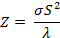 Z = σS² / λ